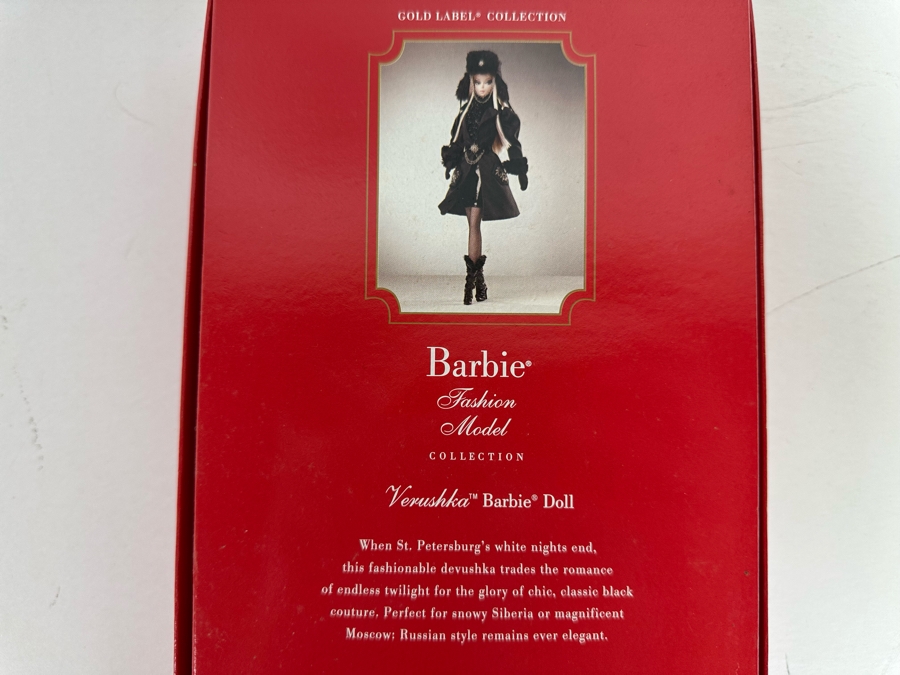 GOLD LABEL® COLLECTION
Barbie®
Fashion
Model
COLLECTION
Verushka™ Barbie® Doll
When St. Petersburg's white nights end,
this fashionable devushka trades the romance
of endless twilight for the glory of chic, classic black
couture. Perfect for snowy Siberia or magnificent
Moscow; Russian style remains ever elegant.